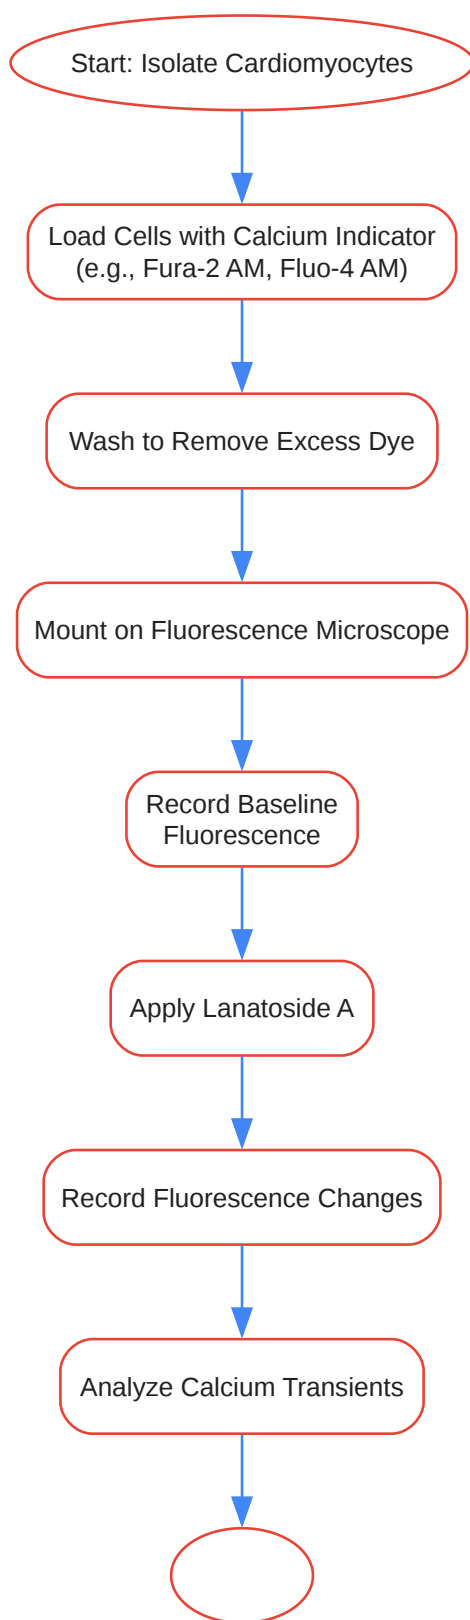 Start: Isolate Cardiomyocytes
Load Cells with Calcium Indicator
(e.g., Fura-2 AM, Fluo-4 AM)
Wash to Remove Excess Dye
Mount on Fluorescence Microscope
Record Baseline
Fluorescence
Apply Lanatoside A
Record Fluorescence Changes
Analyze Calcium Transients